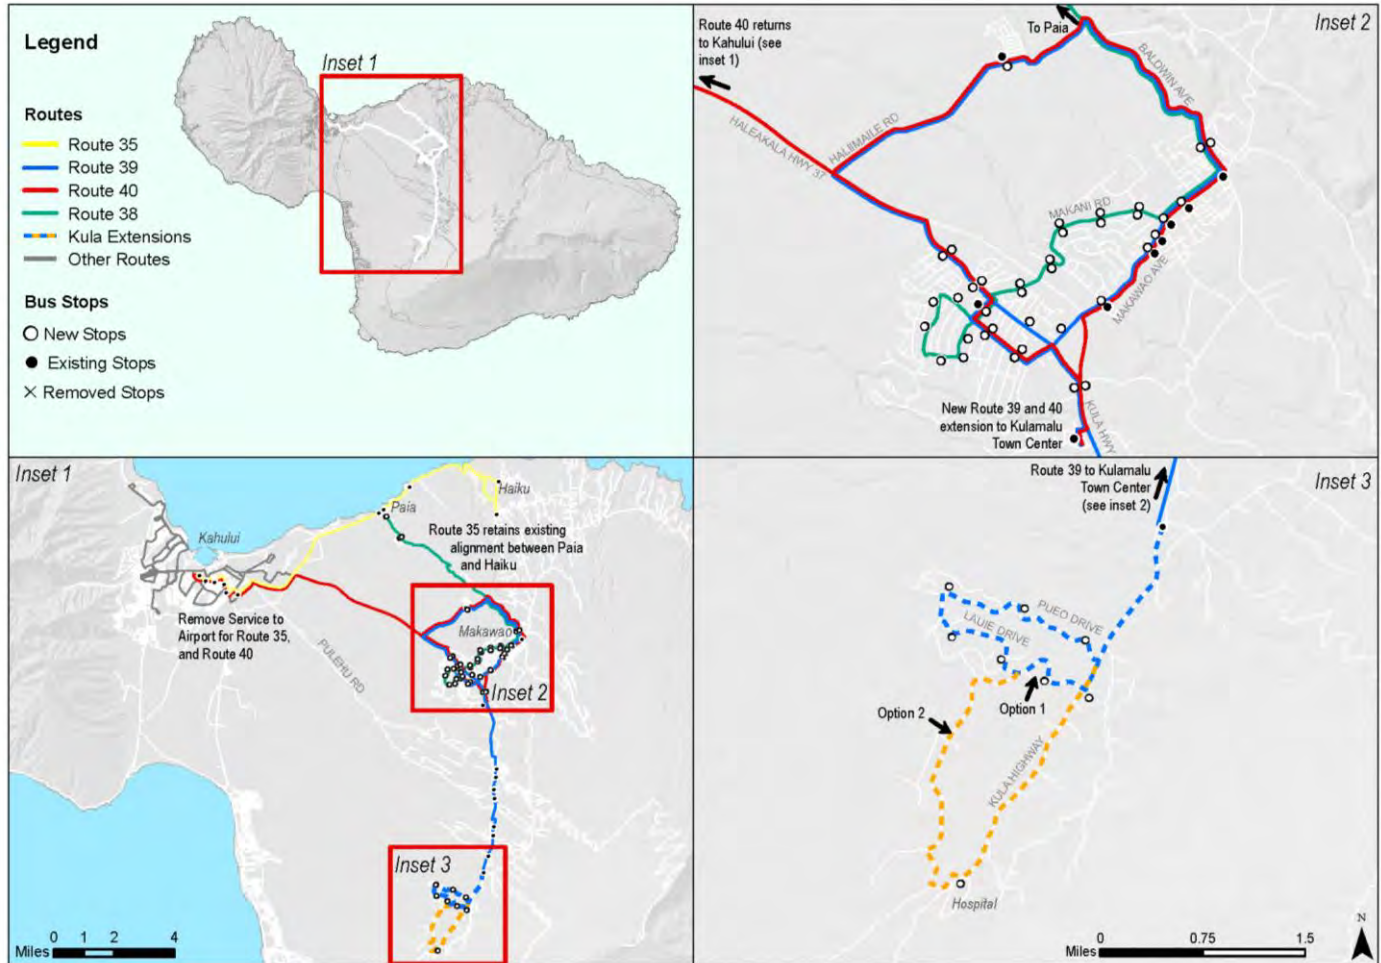 Legend
Routes
Route 35
Route 39
Route 40
Route 38
Kula Extensions
Other Routes
Bus Stops
New Stops
Existing Stops
Removed Stops
Inset 1
Inset 2
Route 40 returns
to Kahului (see
inset 1)
To Paia
BALDWIN AVE
HALIIMAILE RD
HALEAKALA HWY 37
MAKANI RD
MAKAWAO AVE
New Route 39 and 40
extension to Kulamalu
Town Center
KULA HWY
Inset 1
Haiku
Paia
Kahului
Route 35 retains existing
alignment between Paia
and Haiku
Remove Service to
Airport for Route 35,
and Route 40
Makawao
PULEHU RD
Inset 2
Inset 3
0 1 2 4
Miles
Route 39 to Kulamalu
Town Center
(see inset 2)
Inset 3
PUEO DRIVE
LAUIE DRIVE
Option 1
Option 2
KULA HIGHWAY
Hospital
N
0 0.75 1.5
Miles